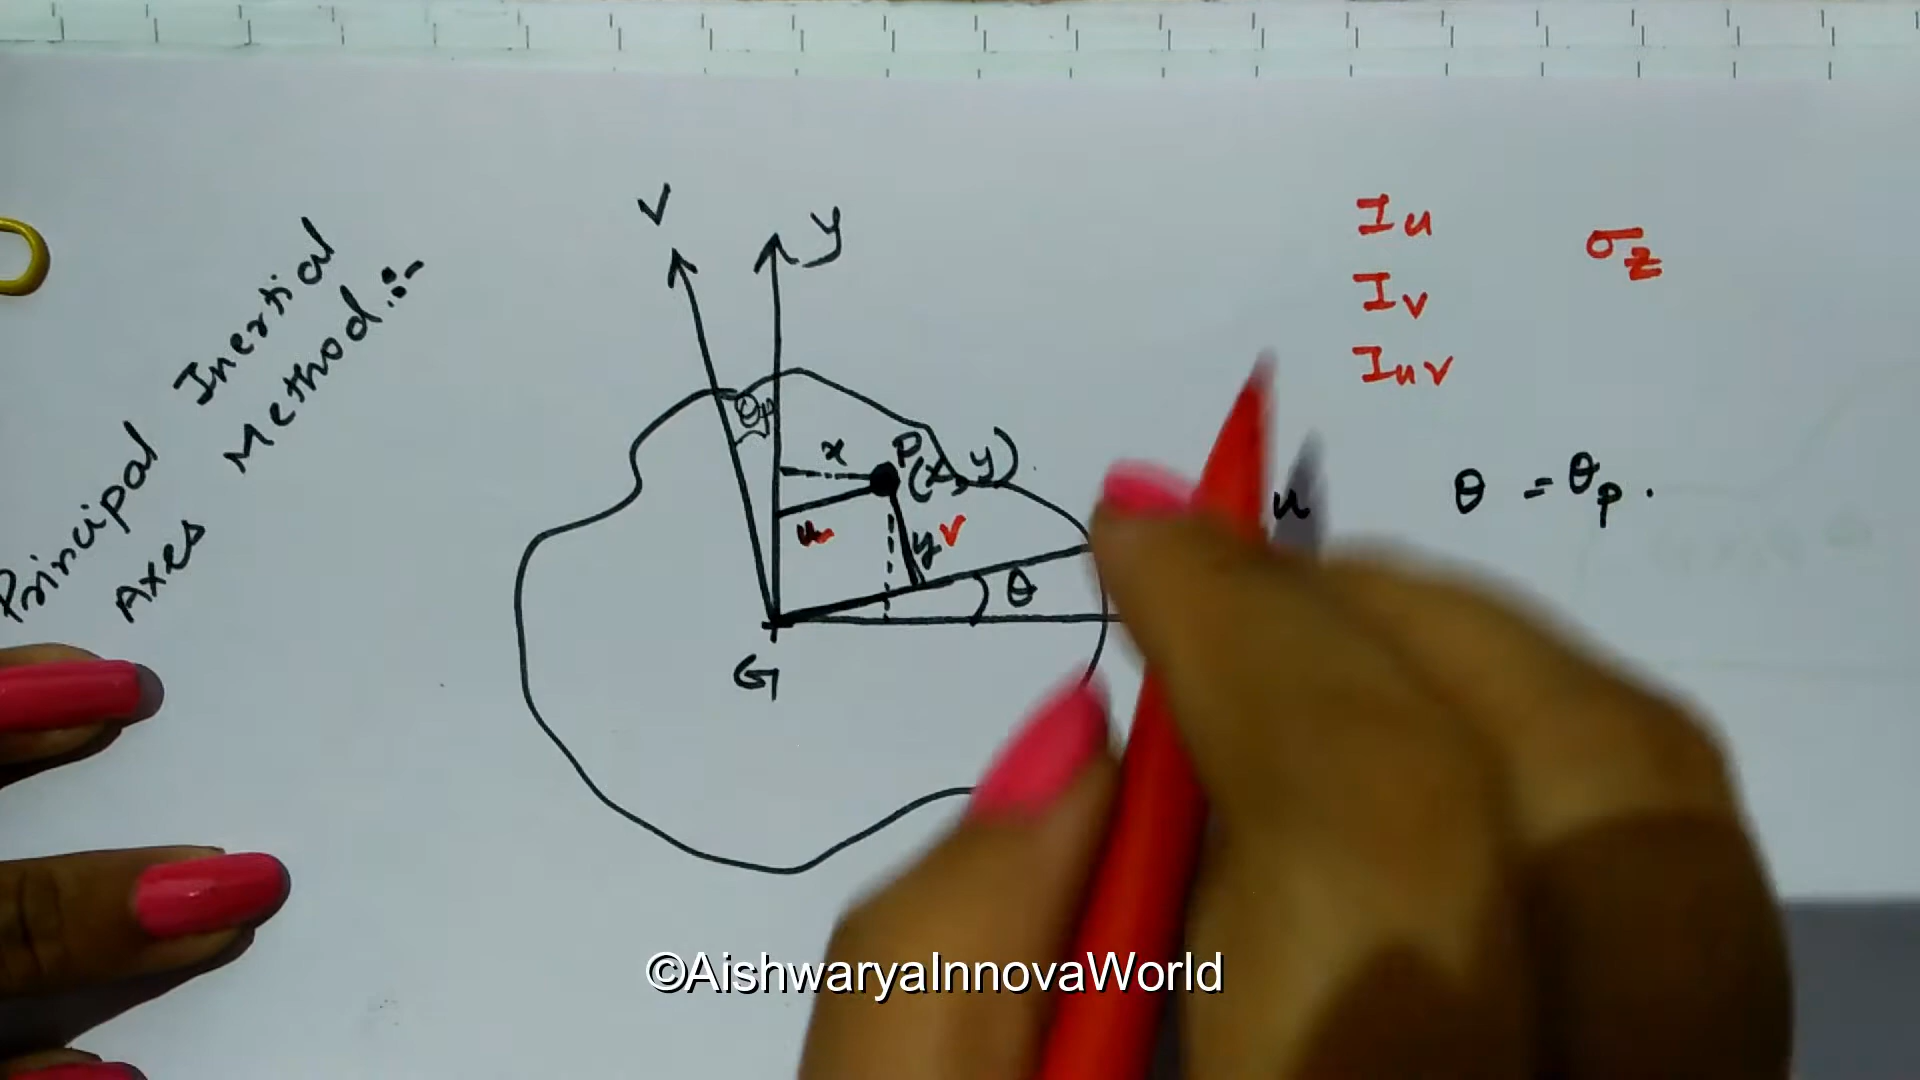 Principal Inertial
Axes Method :-
V
y
θp
x
P
(x, y)
u
y
V
θ
G
u
Iu
Iv
Iuv
σz
θ = θp .
©AishwaryaInnovaWorld